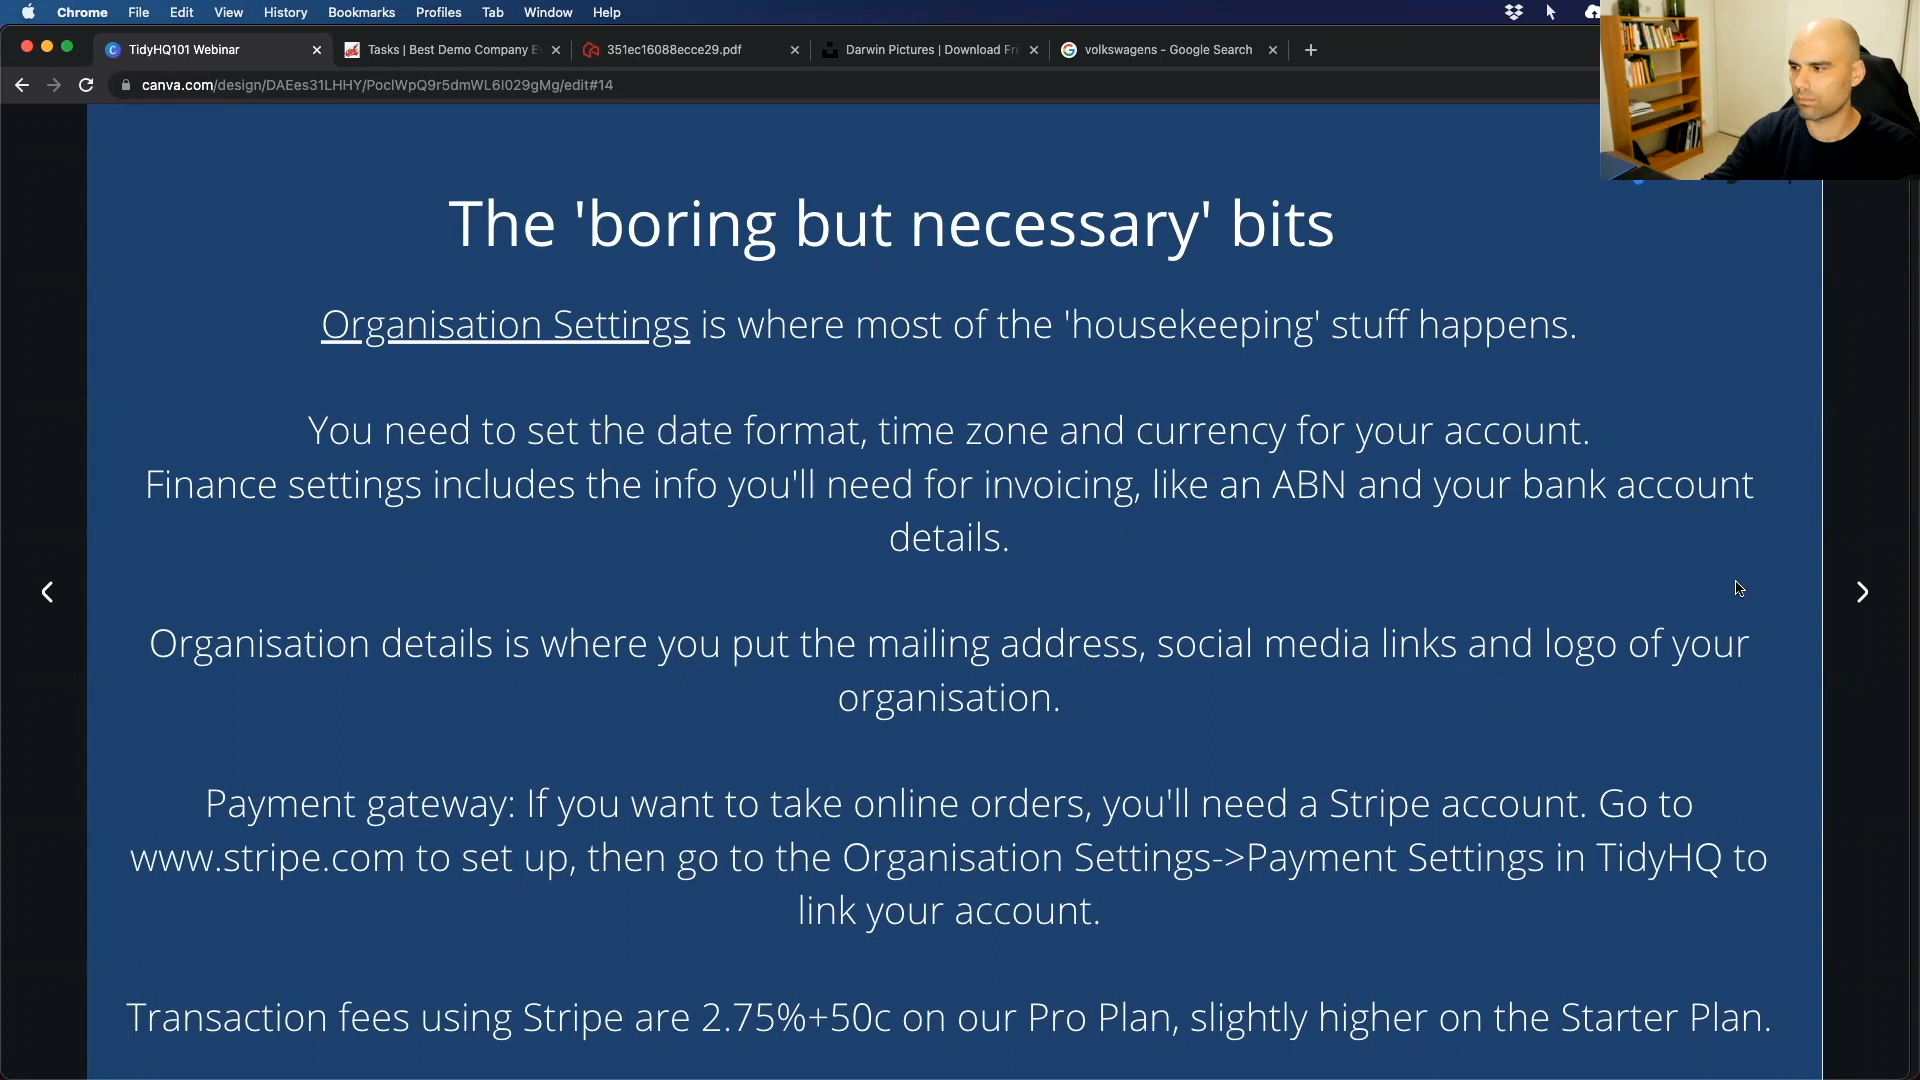 Chrome File Edit View History Bookmarks Profiles Tab Window Help
TidyHQ101 Webinar
Tasks | Best Demo Company E
351ec16088ecce29.pdf
Darwin Pictures | Download Fr
volkswagens - Google Search
canva.com/design/DAEes31LHHY/PoclWpQ9r5dmWL6I029gMg/edit#14
The 'boring but necessary' bits
Organisation Settings is where most of the 'housekeeping' stuff happens.
You need to set the date format, time zone and currency for your account.
Finance settings includes the info you'll need for invoicing, like an ABN and your bank account
details.
Organisation details is where you put the mailing address, social media links and logo of your
organisation.
Payment gateway: If you want to take online orders, you'll need a Stripe account. Go to
www.stripe.com to set up, then go to the Organisation Settings->Payment Settings in TidyHQ to
link your account.
Transaction fees using Stripe are 2.75%+50c on our Pro Plan, slightly higher on the Starter Plan.